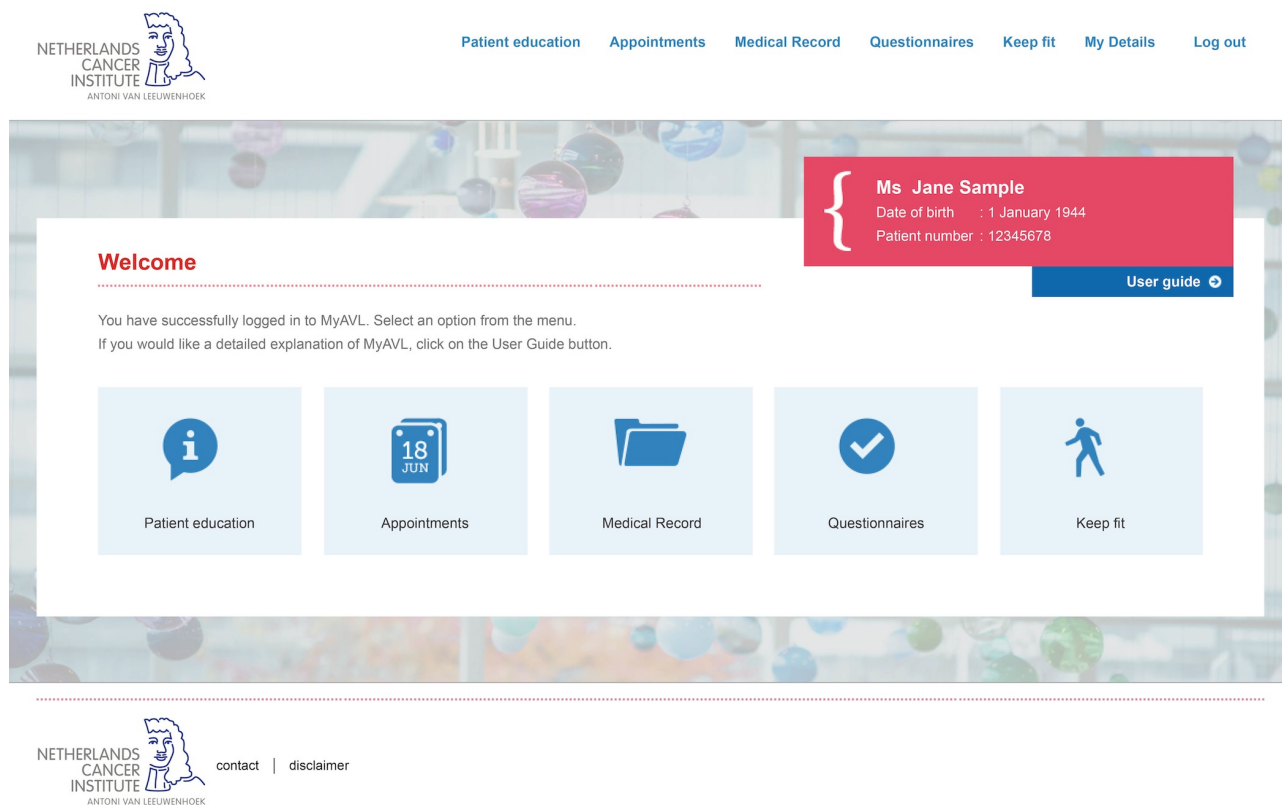 NETHERLANDS
CANCER
INSTITUTE
ANTONI VAN LEEUWENHOEK
Patient education Appointments Medical Record Questionnaires Keep fit My Details Log out
Ms Jane Sample
Date of birth : 1 January 1944
Patient number : 12345678
User guide
Welcome
You have successfully logged in to MyAVL. Select an option from the menu.
If you would like a detailed explanation of MyAVL, click on the User Guide button.
i
18
JUN
Patient education Appointments Medical Record Questionnaires Keep fit
NETHERLANDS
CANCER
INSTITUTE
ANTONI VAN LEEUWENHOEK
contact | disclaimer